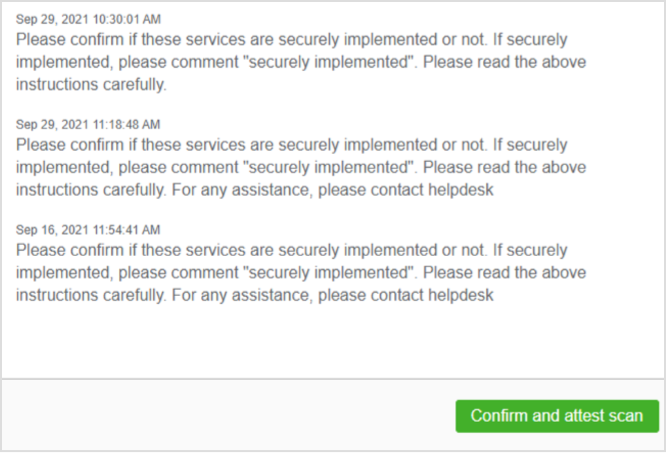 Sep 29, 2021 10:30:01 AM
Please confirm if these services are securely implemented or not. If securely
implemented, please comment "securely implemented". Please read the above
instructions carefully.
Sep 29, 2021 11:18:48 AM
Please confirm if these services are securely implemented or not. If securely
implemented, please comment "securely implemented". Please read the above
instructions carefully. For any assistance, please contact helpdesk
Sep 16, 2021 11:54:41 AM
Please confirm if these services are securely implemented or not. If securely
implemented, please comment "securely implemented". Please read the above
instructions carefully. For any assistance, please contact helpdesk
Confirm and attest scan